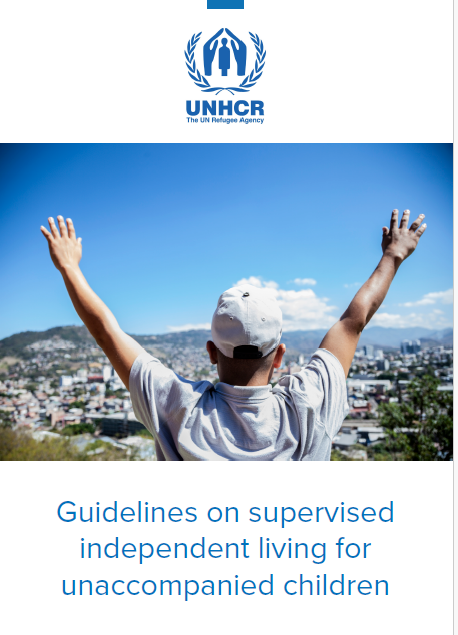 UNHCR
The UN Refugee Agency
Guidelines on supervised
independent living for
unaccompanied children